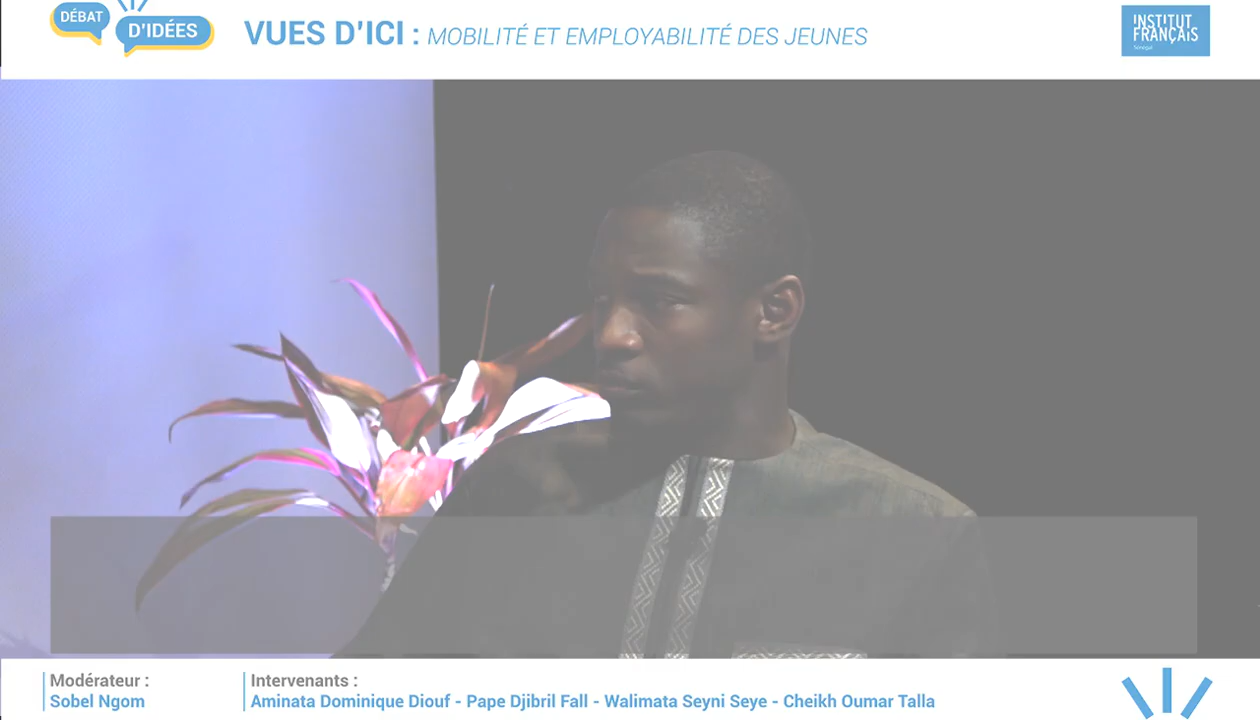 DÉBAT
D'IDÉES
VUES D'ICI : MOBILITÉ ET EMPLOYABILITÉ DES JEUNES
INSTITUT
FRANÇAIS
Sénégal
Modérateur :
Sobel Ngom
Intervenants :
Aminata Dominique Diouf - Pape Djibril Fall - Walimata Seyni Seye - Cheikh Oumar Talla